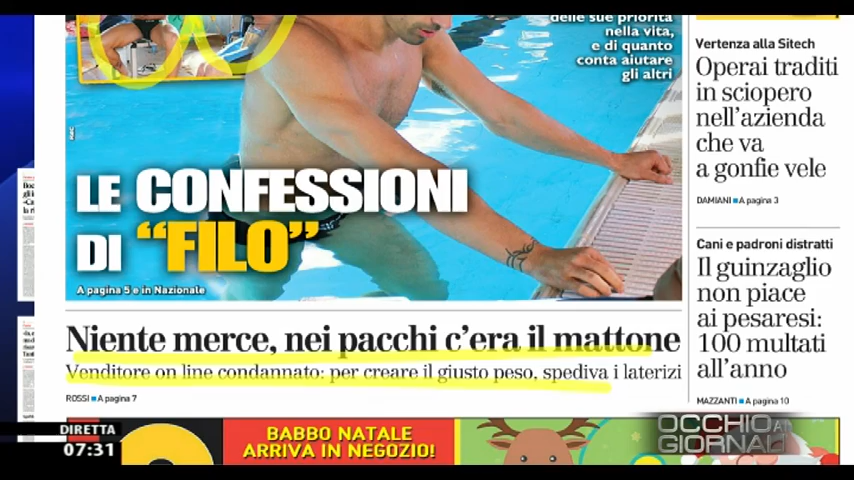 delle sue priorità
nella vita,
e di quanto
conta aiutare
gli altri
LE CONFESSIONI
DI "FILO"
A pagina 5 e in Nazionale
Niente merce, nei pacchi c'era il mattone
Venditore on line condannato: per creare il giusto peso, spediva i laterizi
ROSSI ■ A pagina 7
Vertenza alla Sitech
Operai traditi
in sciopero
nell'azienda
che va
a gonfie vele
DAMIANI ■ A pagina 3
Cani e padroni distratti
Il guinzaglio
non piace
ai pesaresi:
100 multati
all'anno
MAZZANTI ■ A pagina 10
BABBO NATALE
ARRIVA IN NEGOZIO!
DIRETTA
07:31
OCCHIO AI
GIORNALI